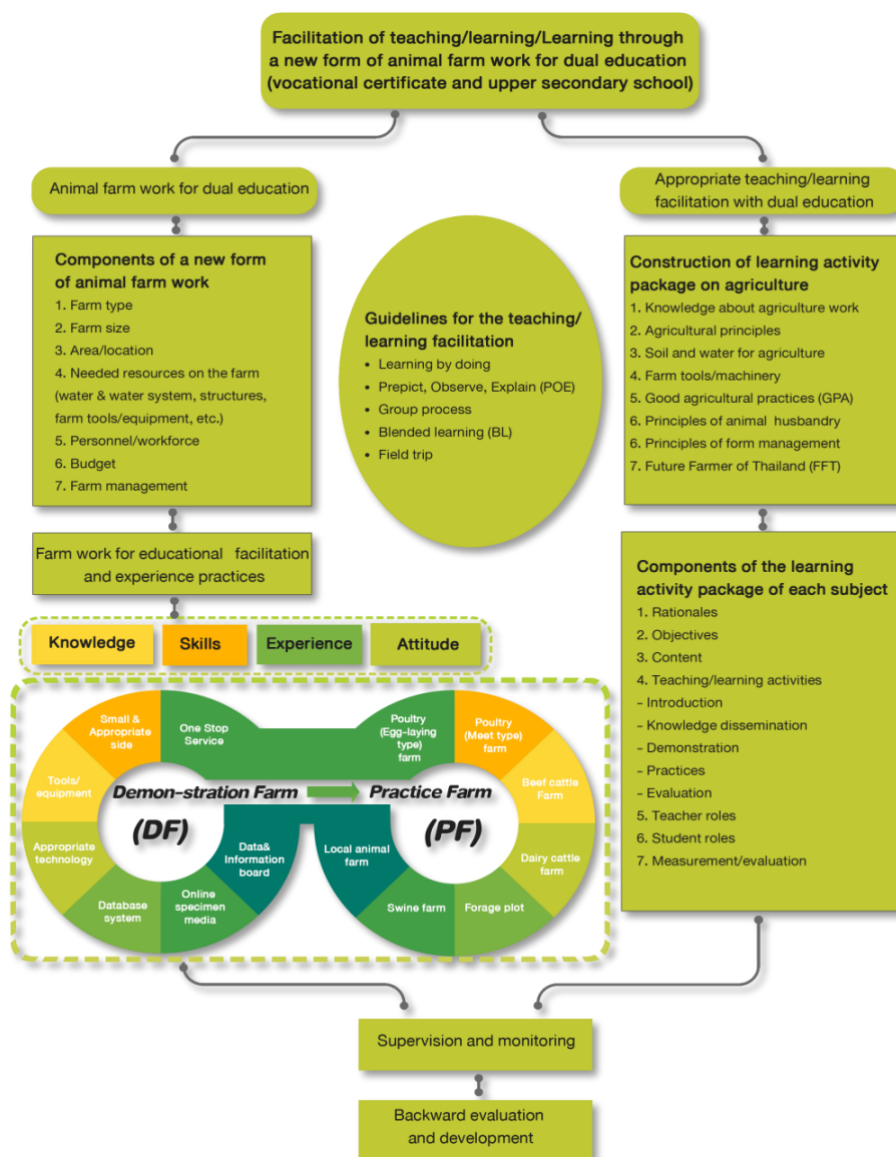 Facilitation of teaching/learning/Learning through
a new form of animal farm work for dual education
(vocational certificate and upper secondary school)
Animal farm work for dual education
Components of a new form
of animal farm work
1. Farm type
2. Farm size
3. Area/location
4. Needed resources on the farm
(water & water system, structures,
farm tools/equipment, etc.)
5. Personnel/workforce
6. Budget
7. Farm management
Farm work for educational facilitation
and experience practices
Guidelines for the teaching/
learning facilitation
• Learning by doing
• Prepict, Observe, Explain (POE)
• Group process
• Blended learning (BL)
• Field trip
Appropriate teaching/learning
facilitation with dual education
Construction of learning activity
package on agriculture
1. Knowledge about agriculture work
2. Agricultural principles
3. Soil and water for agriculture
4. Farm tools/machinery
5. Good agricultural practices (GPA)
6. Principles of animal husbandry
6. Principles of form management
7. Future Farmer of Thailand (FFT)
Components of the learning
activity package of each subject
1. Rationales
2. Objectives
3. Content
4. Teaching/learning activities
- Introduction
- Knowledge dissemination
- Demonstration
- Practices
- Evaluation
5. Teacher roles
6. Student roles
7. Measurement/evaluation
Knowledge
Skills
Experience
Attitude
Small &
Appropriate
side
One Stop
Service
Tools/
equipment
Appropriate
technology
Database
system
Online
specimen
media
Data&
Information
board
Demon-stration Farm
(DF)
Practice Farm
(PF)
Poultry
(Egg-laying
type)
farm
Poultry
(Meet type)
farm
Beef cattle
Farm
Dairy cattle
farm
Forage plot
Swine farm
Local animal
farm
Supervision and monitoring
Backward evaluation
and development